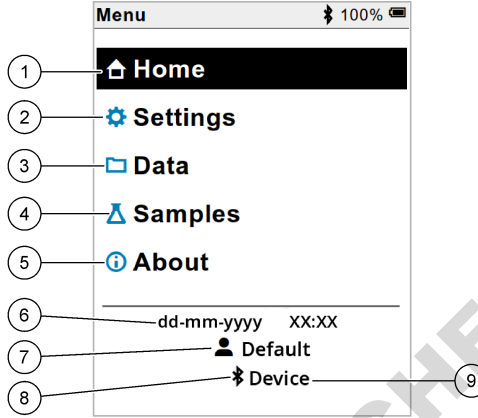 Menu 100%
1 Home
2 Settings
3 Data
4 Samples
5 About
6 dd-mm-yyyy XX:XX
7 Default
8 Device 9
CHE